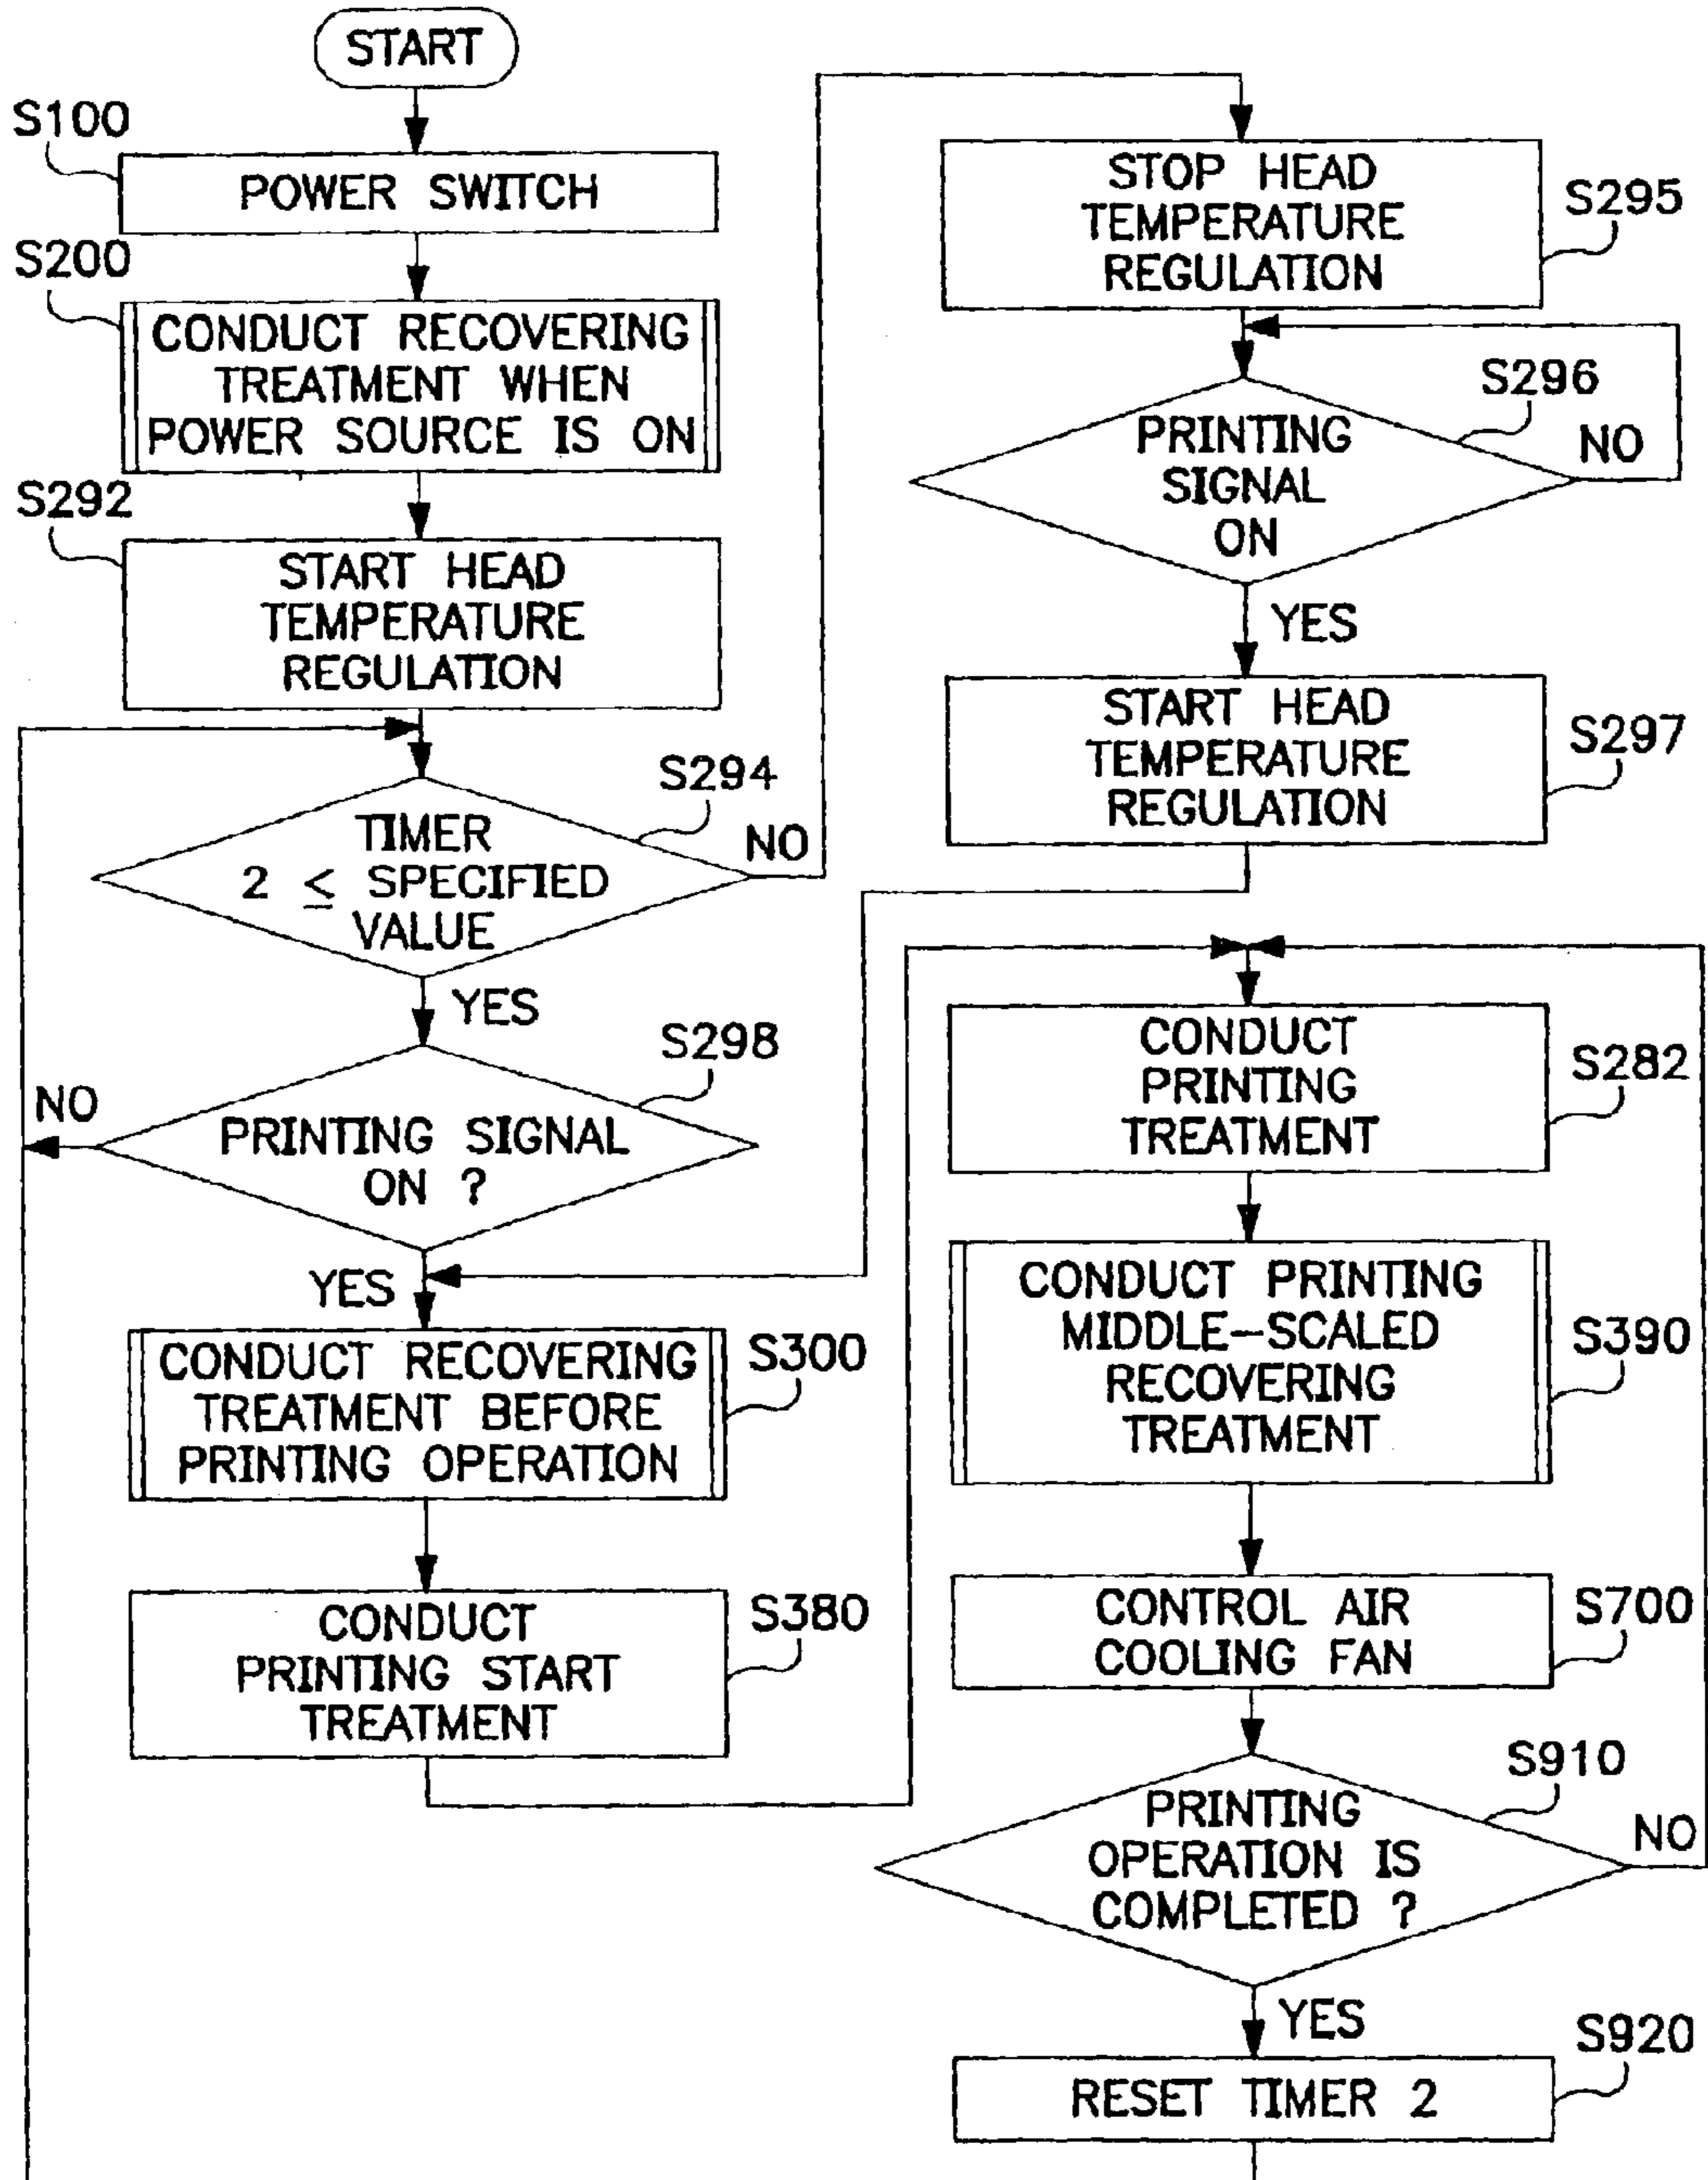 START
S100
POWER SWITCH
S200
CONDUCT RECOVERING
TREATMENT WHEN
POWER SOURCE IS ON
S292
START HEAD
TEMPERATURE
REGULATION
S294
TIMER
2 ≤ SPECIFIED
VALUE
NO
YES
S298
PRINTING SIGNAL
ON ?
NO
YES
CONDUCT RECOVERING
TREATMENT BEFORE
PRINTING OPERATION
S300
CONDUCT
PRINTING START
TREATMENT
S380
STOP HEAD
TEMPERATURE
REGULATION
S295
S296
PRINTING
SIGNAL
ON
NO
YES
START HEAD
TEMPERATURE
REGULATION
S297
CONDUCT
PRINTING
TREATMENT
S282
CONDUCT PRINTING
MIDDLE-SCALED
RECOVERING
TREATMENT
S390
CONTROL AIR
COOLING FAN
S700
S910
PRINTING
OPERATION IS
COMPLETED ?
NO
YES
S920
RESET TIMER 2